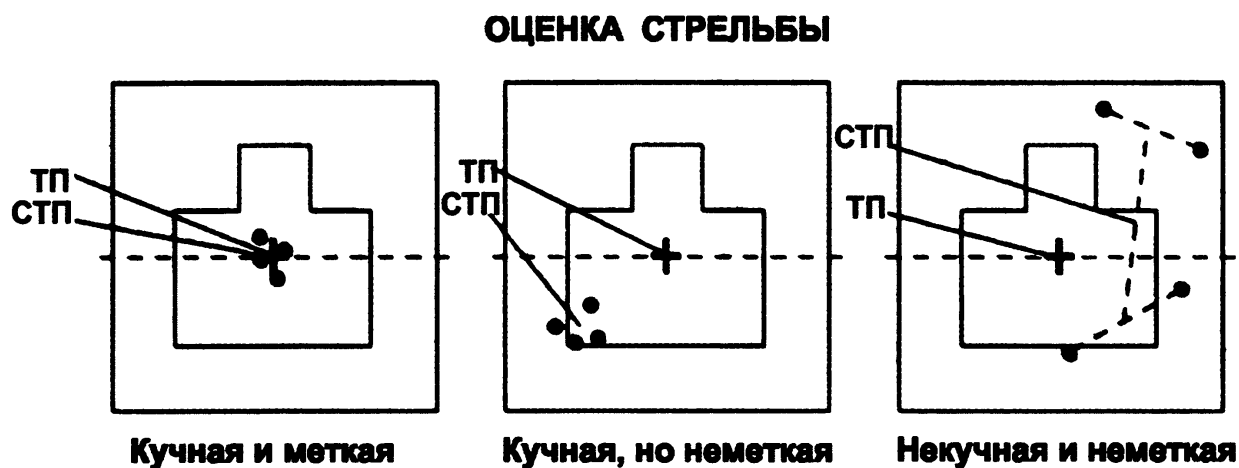 ОЦЕНКА СТРЕЛЬБЫ
ТП
СТП
ТП
СТП
СТП
ТП
Кучная и меткая
Кучная, но неметкая
Некучная и неметкая